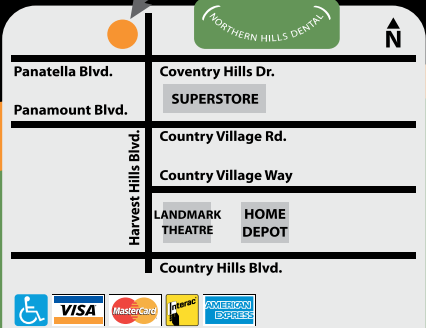 NORTHERN HILLS DENTAL
N
Panatella Blvd.
Coventry Hills Dr.
SUPERSTORE
Panamount Blvd.
Country Village Rd.
Harvest Hills Blvd.
Country Village Way
LANDMARK
THEATRE
HOME
DEPOT
Country Hills Blvd.
VISA
MasterCard
Interac
AMERICAN
EXPRESS